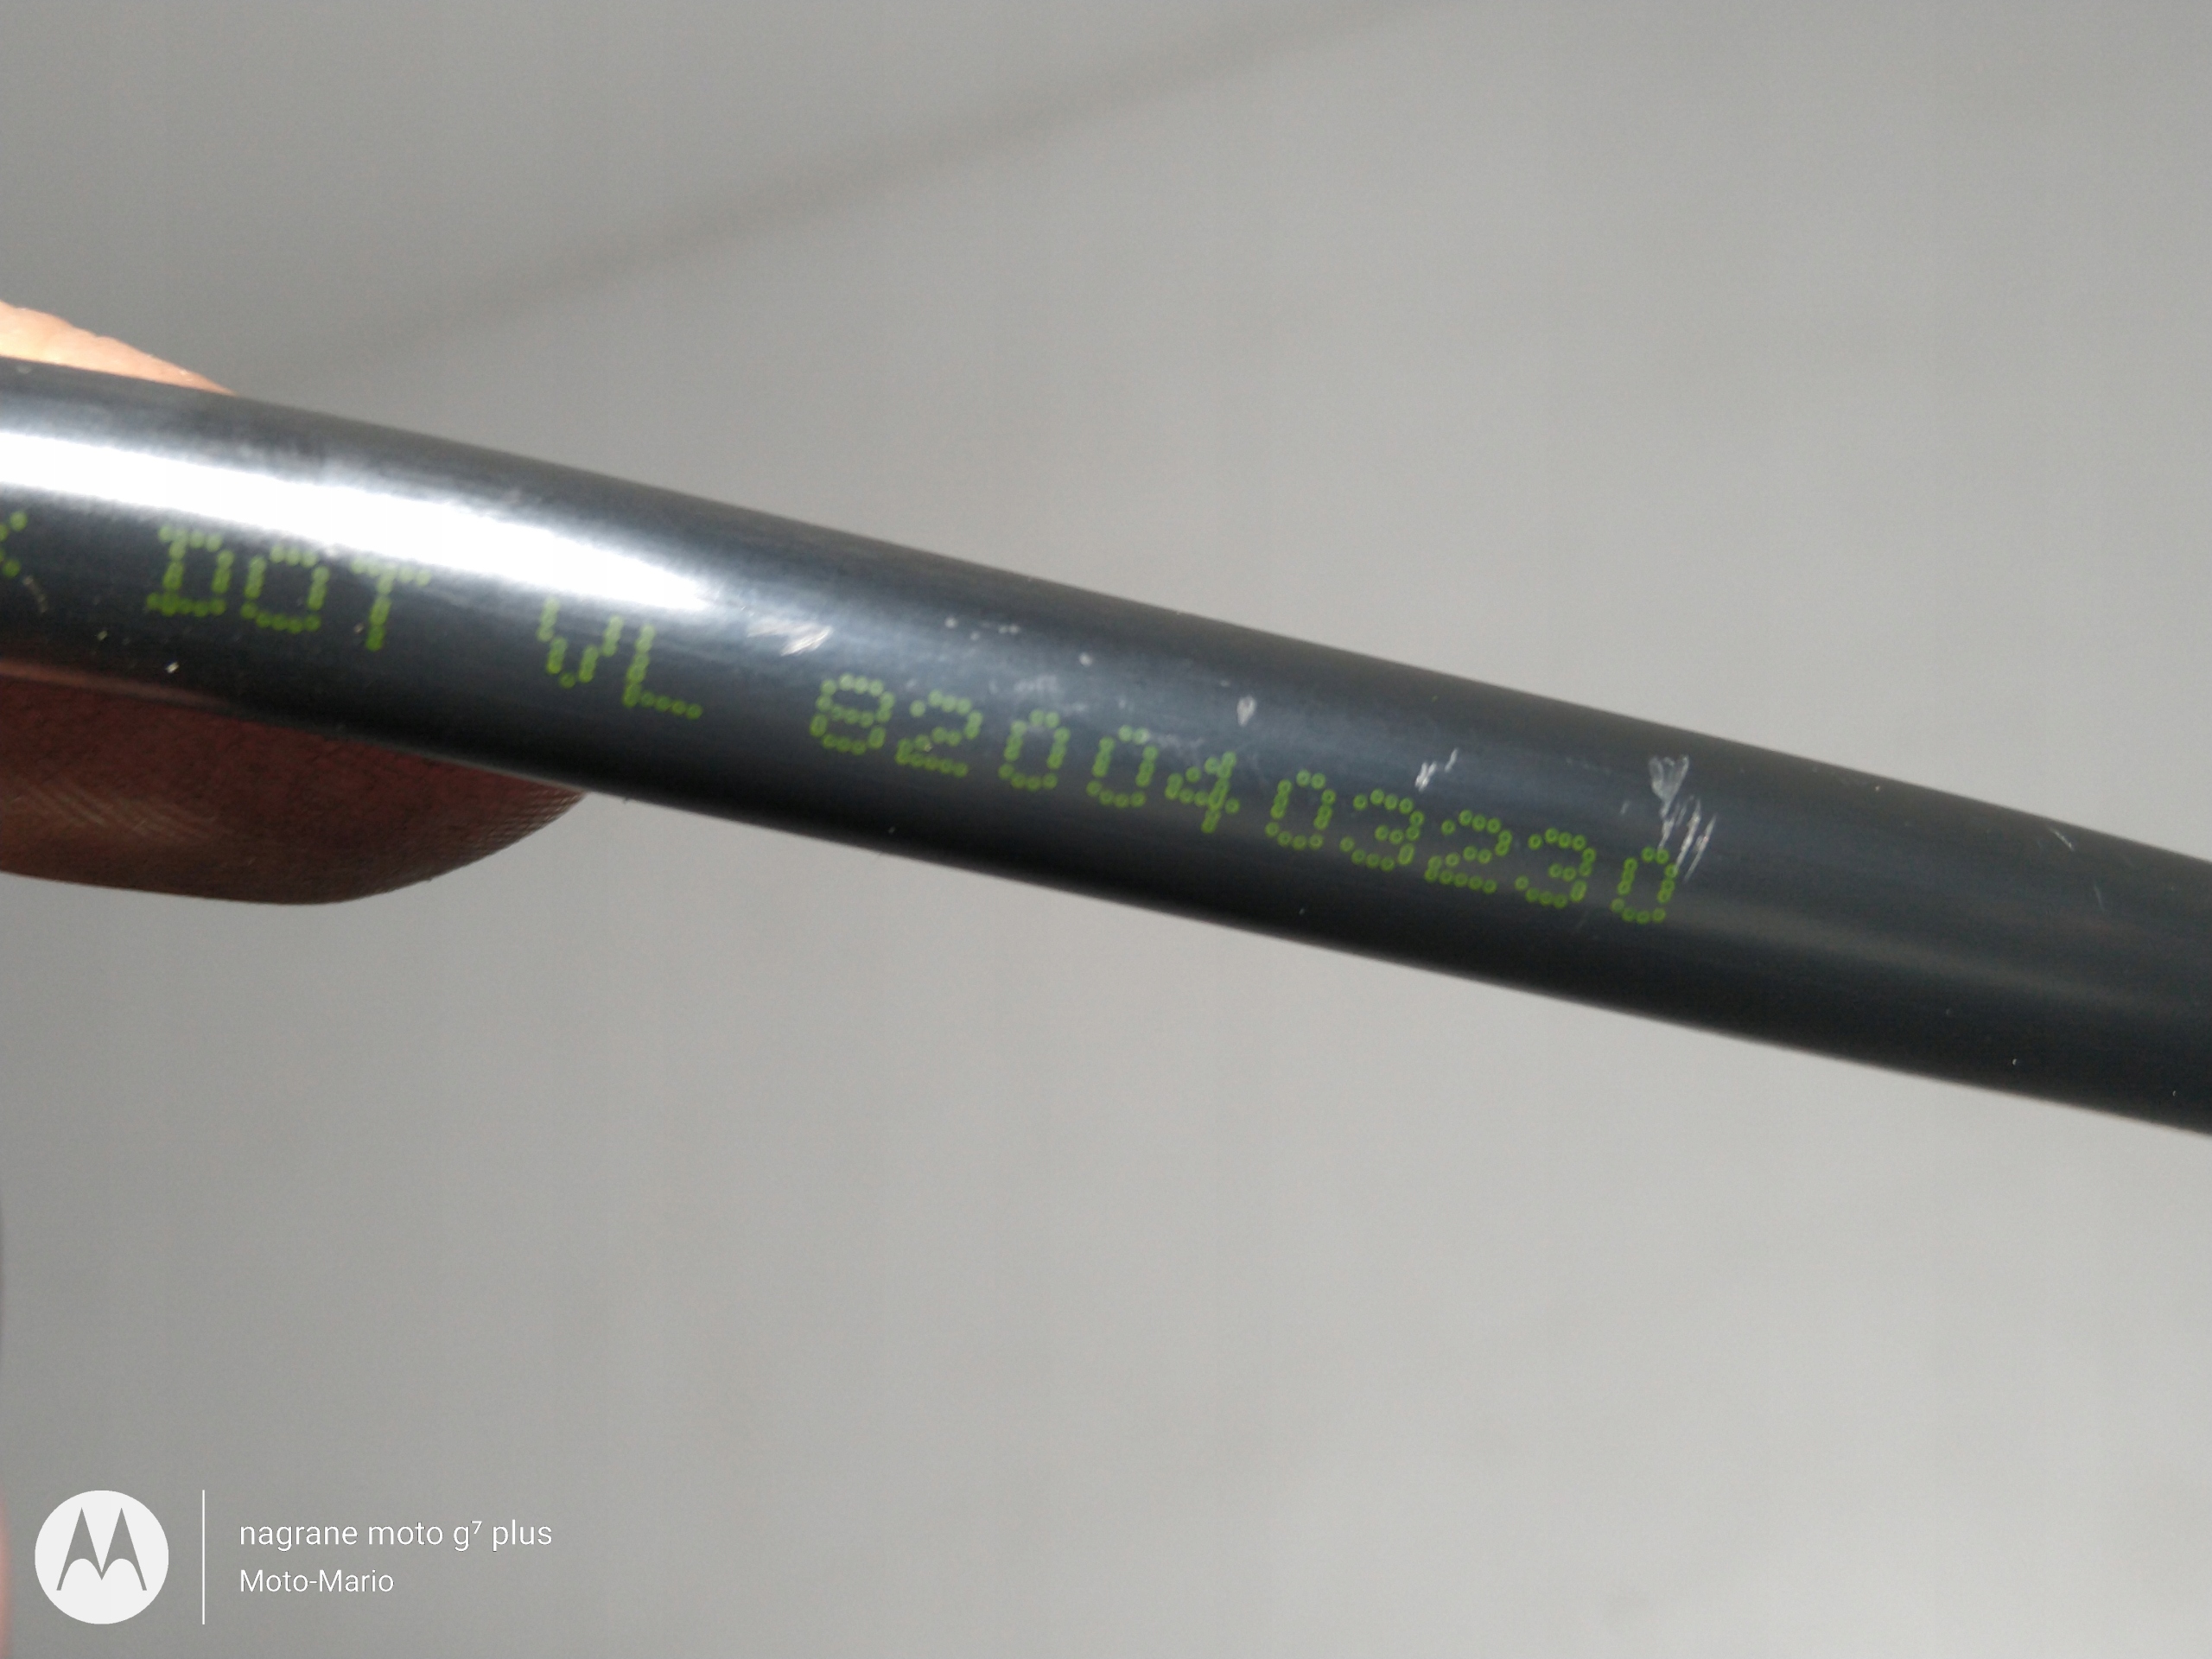 DOT VL 8200403230
nagrane moto g⁷ plus
Moto-Mario